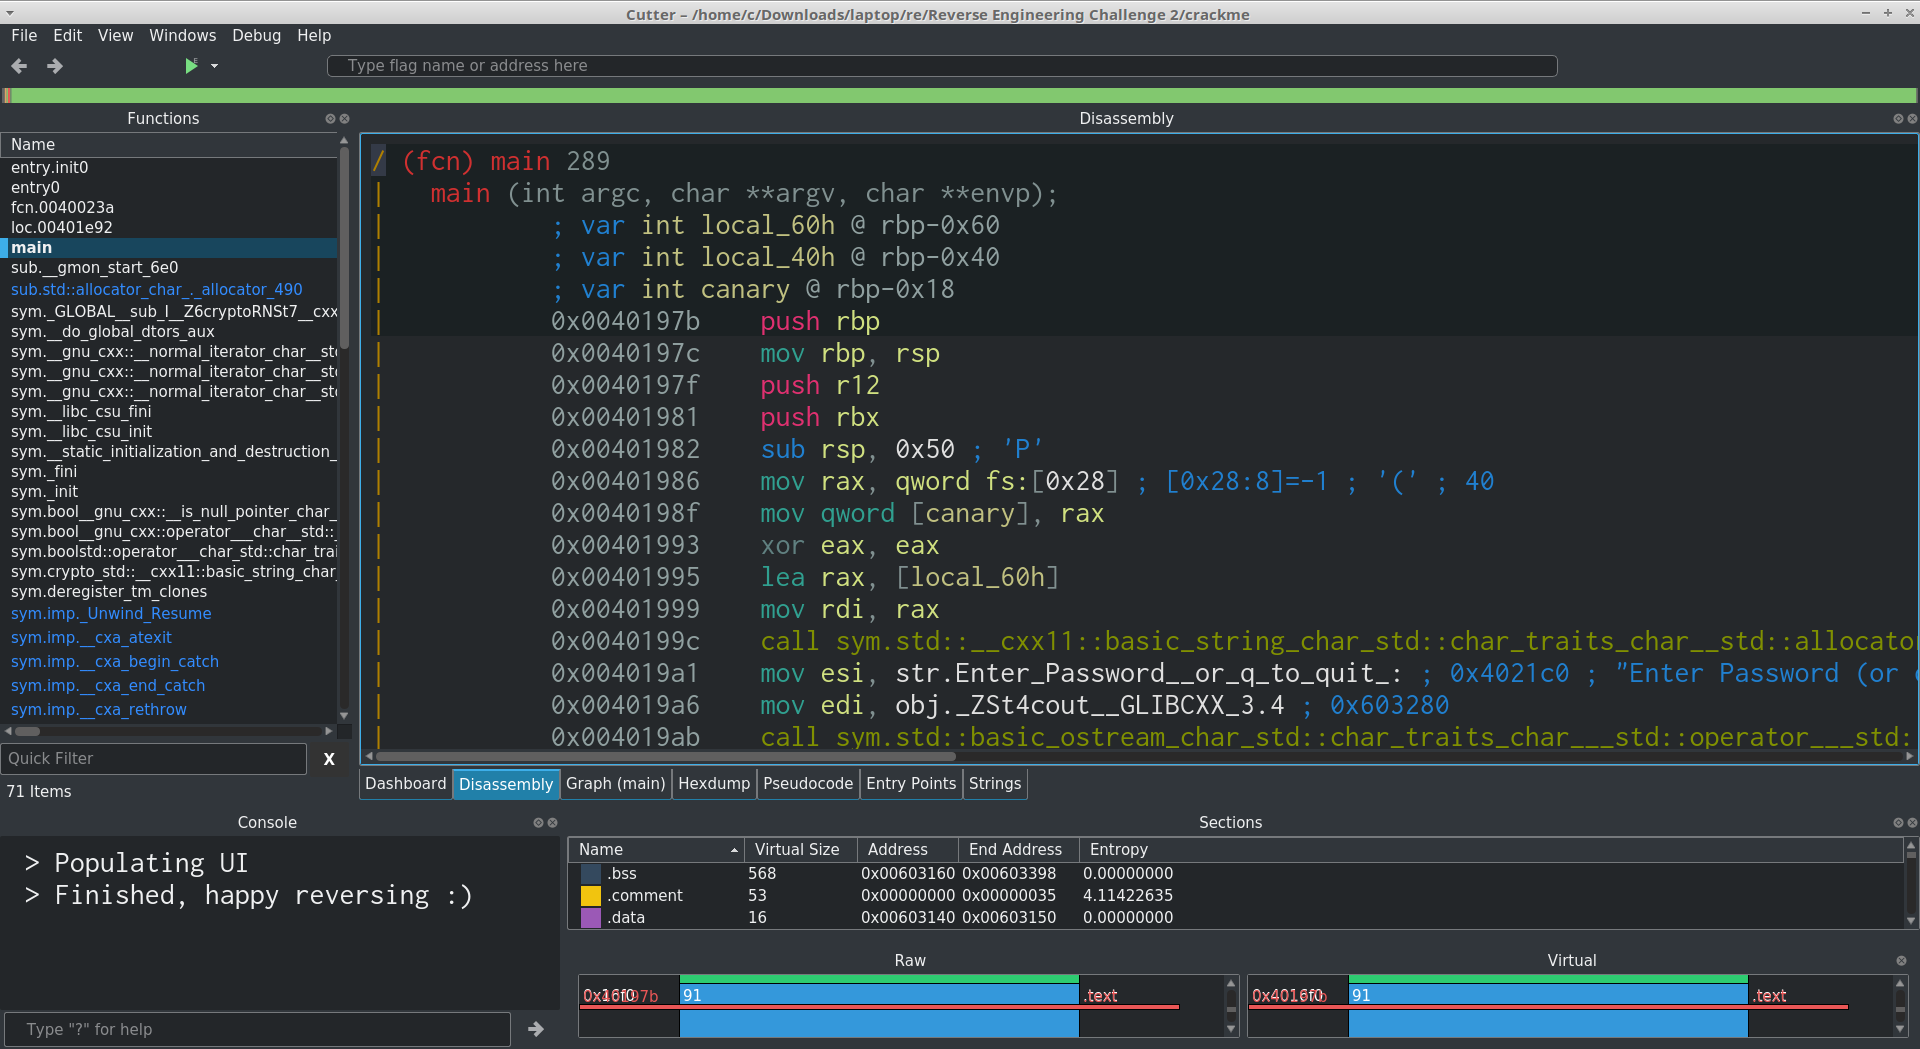 Cutter – /home/c/Downloads/laptop/re/Reverse Engineering Challenge 2/crackme
File Edit View Windows Debug Help
Type flag name or address here
Functions
Name
entry.init0
entry0
fcn.0040023a
loc.00401e92
main
sub.__gmon_start_6e0
sub.std::allocator_char_._allocator_490
sym._GLOBAL__sub_I__Z6cryptoRNSt7__cxx
sym.__do_global_dtors_aux
sym.__gnu_cxx::__normal_iterator_char__std
sym.__gnu_cxx::__normal_iterator_char__std
sym.__gnu_cxx::__normal_iterator_char__std
sym.__libc_csu_fini
sym.__libc_csu_init
sym.__static_initialization_and_destruction_
sym._fini
sym._init
sym.bool__gnu_cxx::__is_null_pointer_char_
sym.bool__gnu_cxx::operator___char__std::_
sym.boolstd::operator___char_std::char_trai
sym.crypto_std::__cxx11::basic_string_char_
sym.deregister_tm_clones
sym.imp._Unwind_Resume
sym.imp.__cxa_atexit
sym.imp.__cxa_begin_catch
sym.imp.__cxa_end_catch
sym.imp.__cxa_rethrow
Quick Filter X
71 Items
Disassembly
/ (fcn) main 289
| main (int argc, char **argv, char **envp);
| ; var int local_60h @ rbp-0x60
| ; var int local_40h @ rbp-0x40
| ; var int canary @ rbp-0x18
| 0x0040197b push rbp
| 0x0040197c mov rbp, rsp
| 0x0040197f push r12
| 0x00401981 push rbx
| 0x00401982 sub rsp, 0x50 ; 'P'
| 0x00401986 mov rax, qword fs:[0x28] ; [0x28:8]=-1 ; '(' ; 40
| 0x0040198f mov qword [canary], rax
| 0x00401993 xor eax, eax
| 0x00401995 lea rax, [local_60h]
| 0x00401999 mov rdi, rax
| 0x0040199c call sym.std::__cxx11::basic_string_char_std::char_traits_char__std::allocato
| 0x004019a1 mov esi, str.Enter_Password__or_q_to_quit_: ; 0x4021c0 ; "Enter Password (or
| 0x004019a6 mov edi, obj._ZSt4cout__GLIBCXX_3.4 ; 0x603280
| 0x004019ab call sym.std::basic_ostream_char_std::char_traits_char___std::operator___std:
Dashboard Disassembly Graph (main) Hexdump Pseudocode Entry Points Strings
Console
> Populating UI
> Finished, happy reversing :)
Type "?" for help
Sections
Name Virtual Size Address End Address Entropy
.bss 568 0x00603160 0x00603398 0.00000000
.comment 53 0x00000000 0x00000035 4.11422635
.data 16 0x00603140 0x00603150 0.00000000
Raw
91 .text
Virtual
91 .text